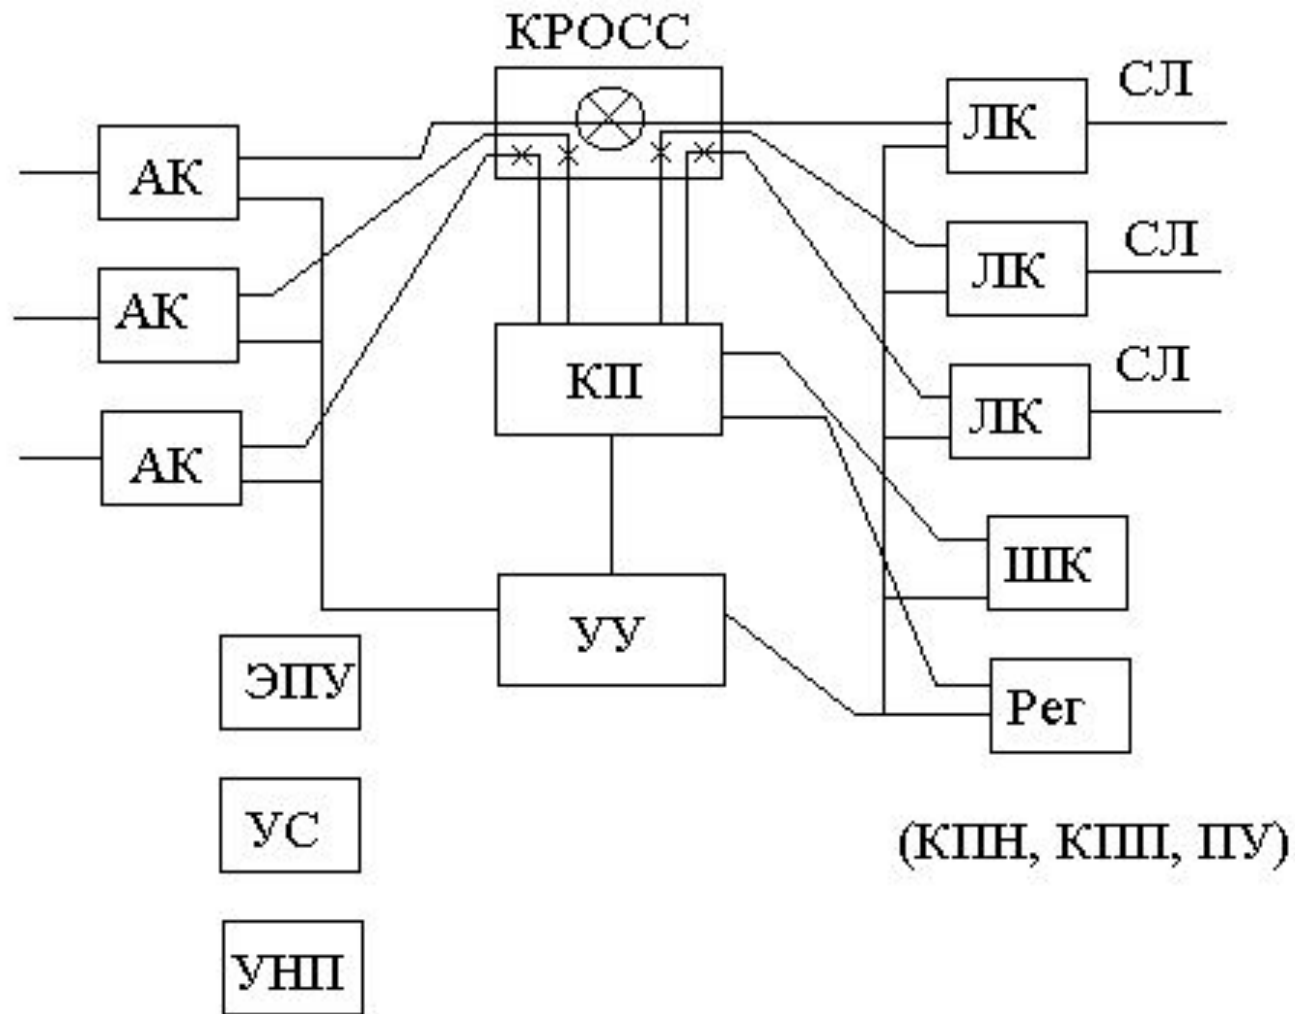 КРОСС
СЛ
ЛК
АК
СЛ
ЛК
АК
СЛ
КП
ЛК
АК
ШК
УУ
ЭПУ
Рег
УС
(КПН, КПП, ПУ)
УНП